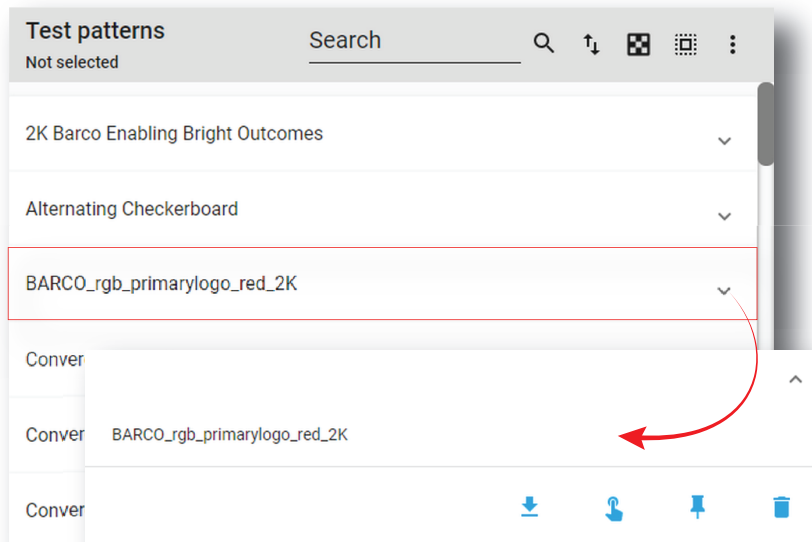 Test patterns
Search
Not selected
2K Barco Enabling Bright Outcomes
Alternating Checkerboard
BARCO_rgb_primarylogo_red_2K
Conver
Conver
BARCO_rgb_primarylogo_red_2K
Conver